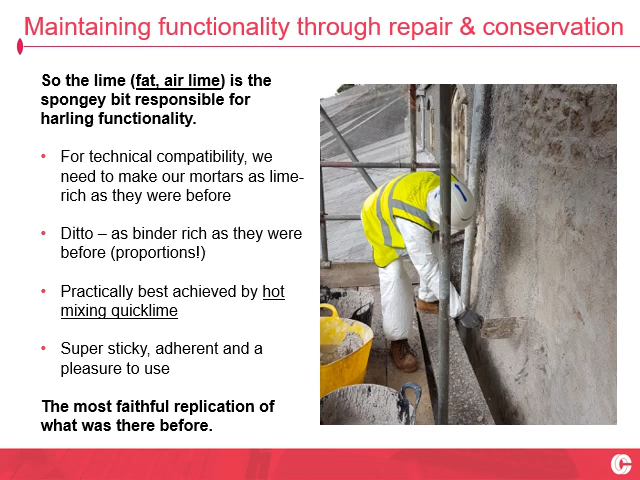 Maintaining functionality through repair & conservation
So the lime (fat, air lime) is the
spongey bit responsible for
harling functionality.
• For technical compatibility, we
need to make our mortars as lime-
rich as they were before
• Ditto – as binder rich as they were
before (proportions!)
• Practically best achieved by hot
mixing quicklime
• Super sticky, adherent and a
pleasure to use
The most faithful replication of
what was there before.